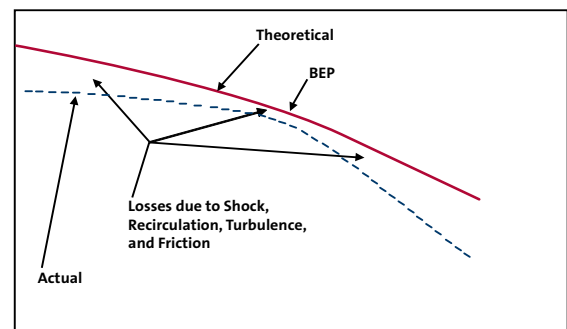 Theoretical
BEP
Losses due to Shock,
Recirculation, Turbulence,
and Friction
Actual